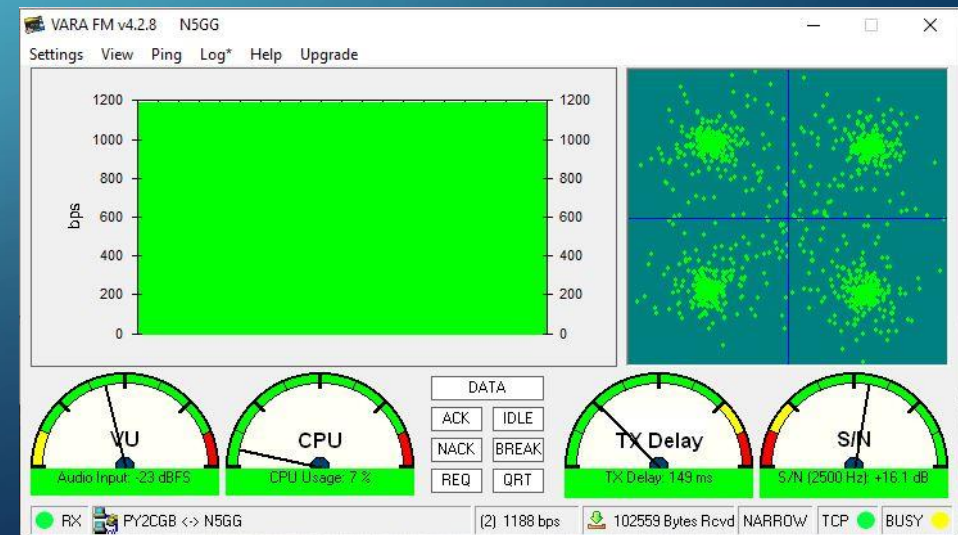 VARA FM v4.2.8 N5GG
Settings View Ping Log* Help Upgrade
1200 1200
1000 1000
800 800
bps
600 600
400 400
200 200
0 0
VU
Audio Input: -23 dBFS
CPU
CPU Usage: 7 %
DATA
ACK IDLE
NACK BREAK
REQ QRT
TX Delay
TX Delay: 149 ms
S/N
S/N (2500 Hz): +16.1 dB
RX PY2CGB <-> N5GG (2) 1188 bps 102559 Bytes Rcvd NARROW TCP BUSY